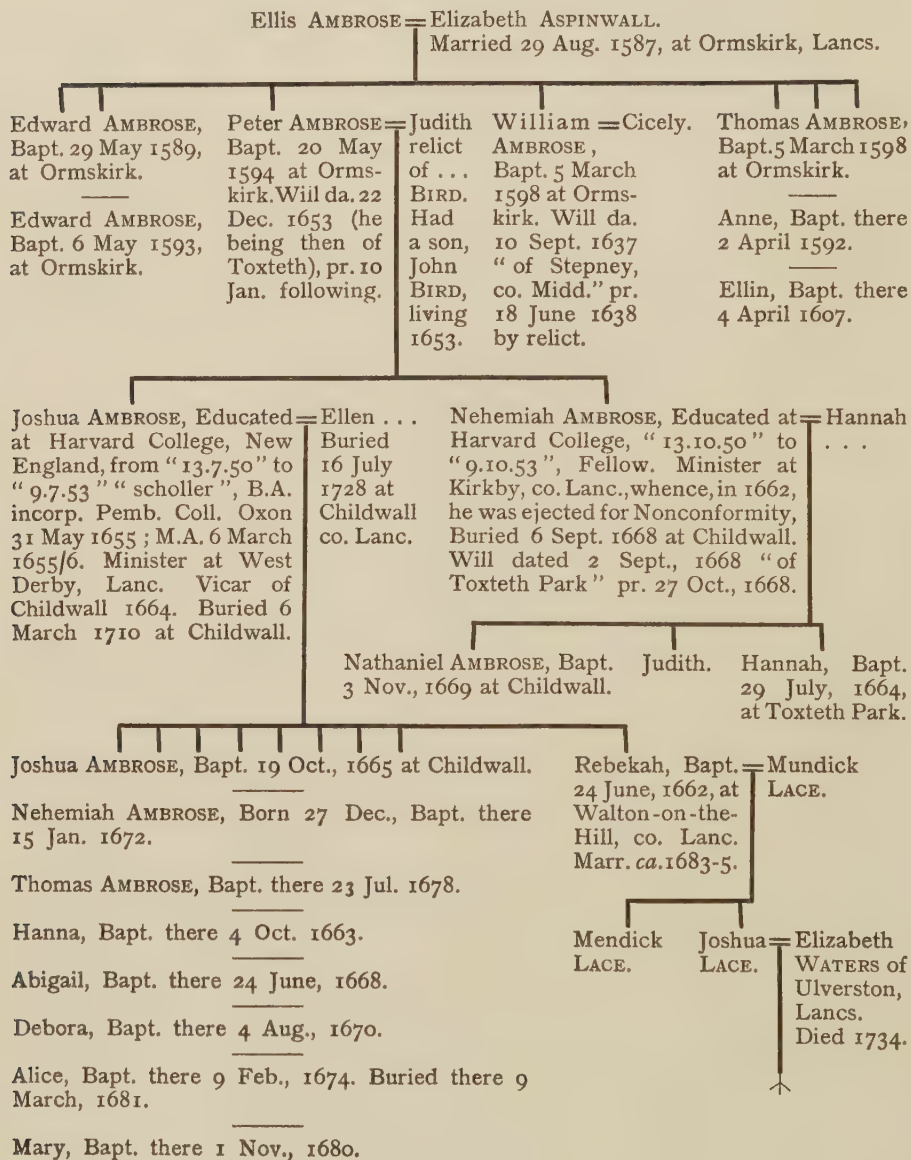 Ellis AMBROSE = Elizabeth ASPINWALL.
Married 29 Aug. 1587, at Ormskirk, Lancs.
Edward AMBROSE,
Bapt. 29 May 1589,
at Ormskirk.
Edward AMBROSE,
Bapt. 6 May 1593,
at Ormskirk.
Peter AMBROSE =
Bapt. 20 May
1594 at Orms-
kirk. Will da. 22
Dec. 1653 (he
being then of
Toxteth), pr. 10
Jan. following.
Judith
relict
of ...
BIRD.
Had
a son,
John
BIRD,
living
1653.
William = Cicely.
AMBROSE,
Bapt. 5 March
1598 at Orms-
kirk. Will da.
10 Sept. 1637
"of Stepney,
co. Midd." pr.
18 June 1638
by relict.
Thomas AMBROSE,
Bapt. 5 March 1598
at Ormskirk.
Anne, Bapt. there
2 April 1592.
Ellin, Bapt. there
4 April 1607.
Joshua AMBROSE, Educated =
at Harvard College, New
England, from "13.7.50" to
"9.7.53" "scholler", B.A.
incorp. Pemb. Coll. Oxon
31 May 1655; M.A. 6 March
1655/6. Minister at West
Derby, Lanc. Vicar of
Childwall 1664. Buried 6
March 1710 at Childwall.
Ellen ...
Buried
16 July
1728 at
Childwall
co. Lanc.
Nehemiah AMBROSE, Educated at =
Harvard College, "13.10.50" to
"9.10.53", Fellow. Minister at
Kirkby, co. Lanc., whence, in 1662,
he was ejected for Nonconformity,
Buried 6 Sept. 1668 at Childwall.
Will dated 2 Sept., 1668 "of
Toxteth Park" pr. 27 Oct., 1668.
Hannah
...
Nathaniel AMBROSE, Bapt.
3 Nov., 1669 at Childwall.
Judith.
Hannah, Bapt.
29 July, 1664,
at Toxteth Park.
Joshua AMBROSE, Bapt. 19 Oct., 1665 at Childwall.
Nehemiah AMBROSE, Born 27 Dec., Bapt. there
15 Jan. 1672.
Thomas AMBROSE, Bapt. there 23 Jul. 1678.
Hanna, Bapt. there 4 Oct. 1663.
Abigail, Bapt. there 24 June, 1668.
Debora, Bapt. there 4 Aug., 1670.
Alice, Bapt. there 9 Feb., 1674. Buried there 9
March, 1681.
Mary, Bapt. there 1 Nov., 1680.
Rebekah, Bapt. =
24 June, 1662, at
Walton-on-the-
Hill, co. Lanc.
Marr. ca. 1683-5.
Mundick
LACE.
Mendick
LACE.
Joshua =
LACE.
Elizabeth
WATERS of
Ulverston,
Lancs.
Died 1734.